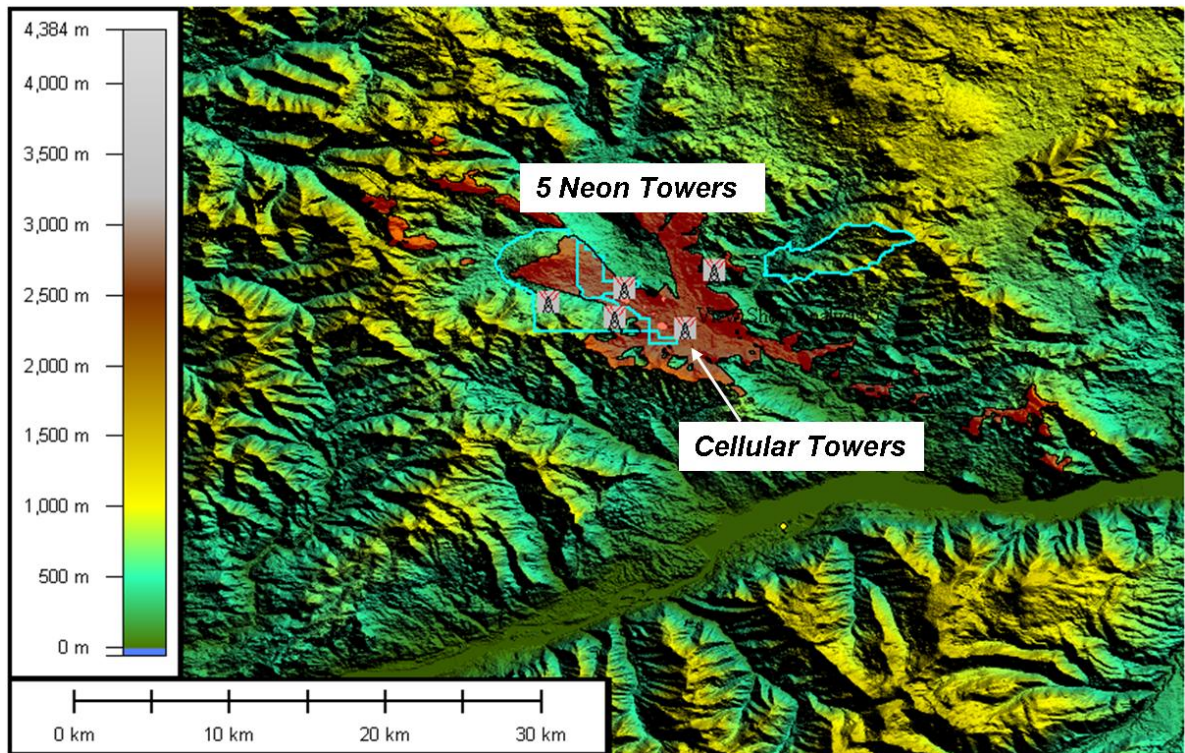 4,384 m
4,000 m
3,500 m
3,000 m
2,500 m
2,000 m
1,500 m
1,000 m
500 m
0 m
5 Neon Towers
Cellular Towers
0 km 10 km 20 km 30 km